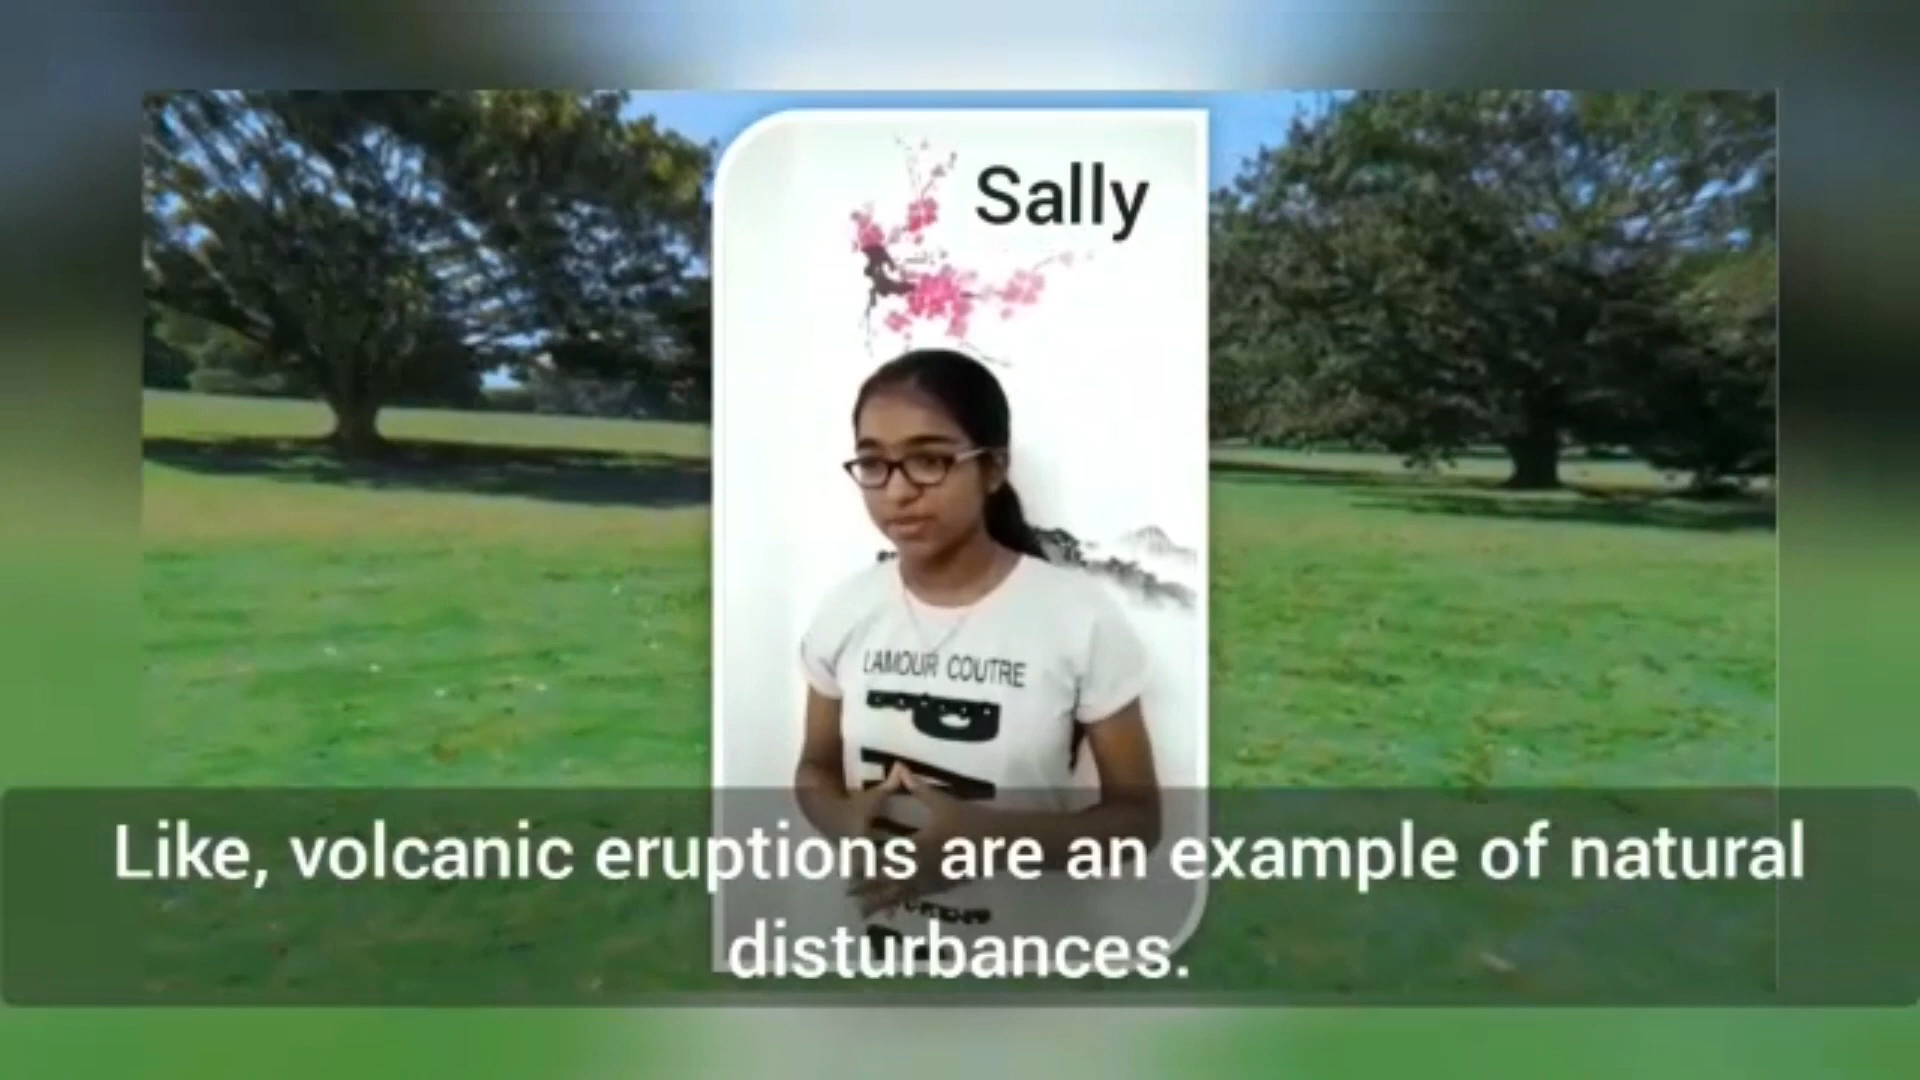 Sally
LAMOUR COUTRE
Like, volcanic eruptions are an example of natural
disturbances.